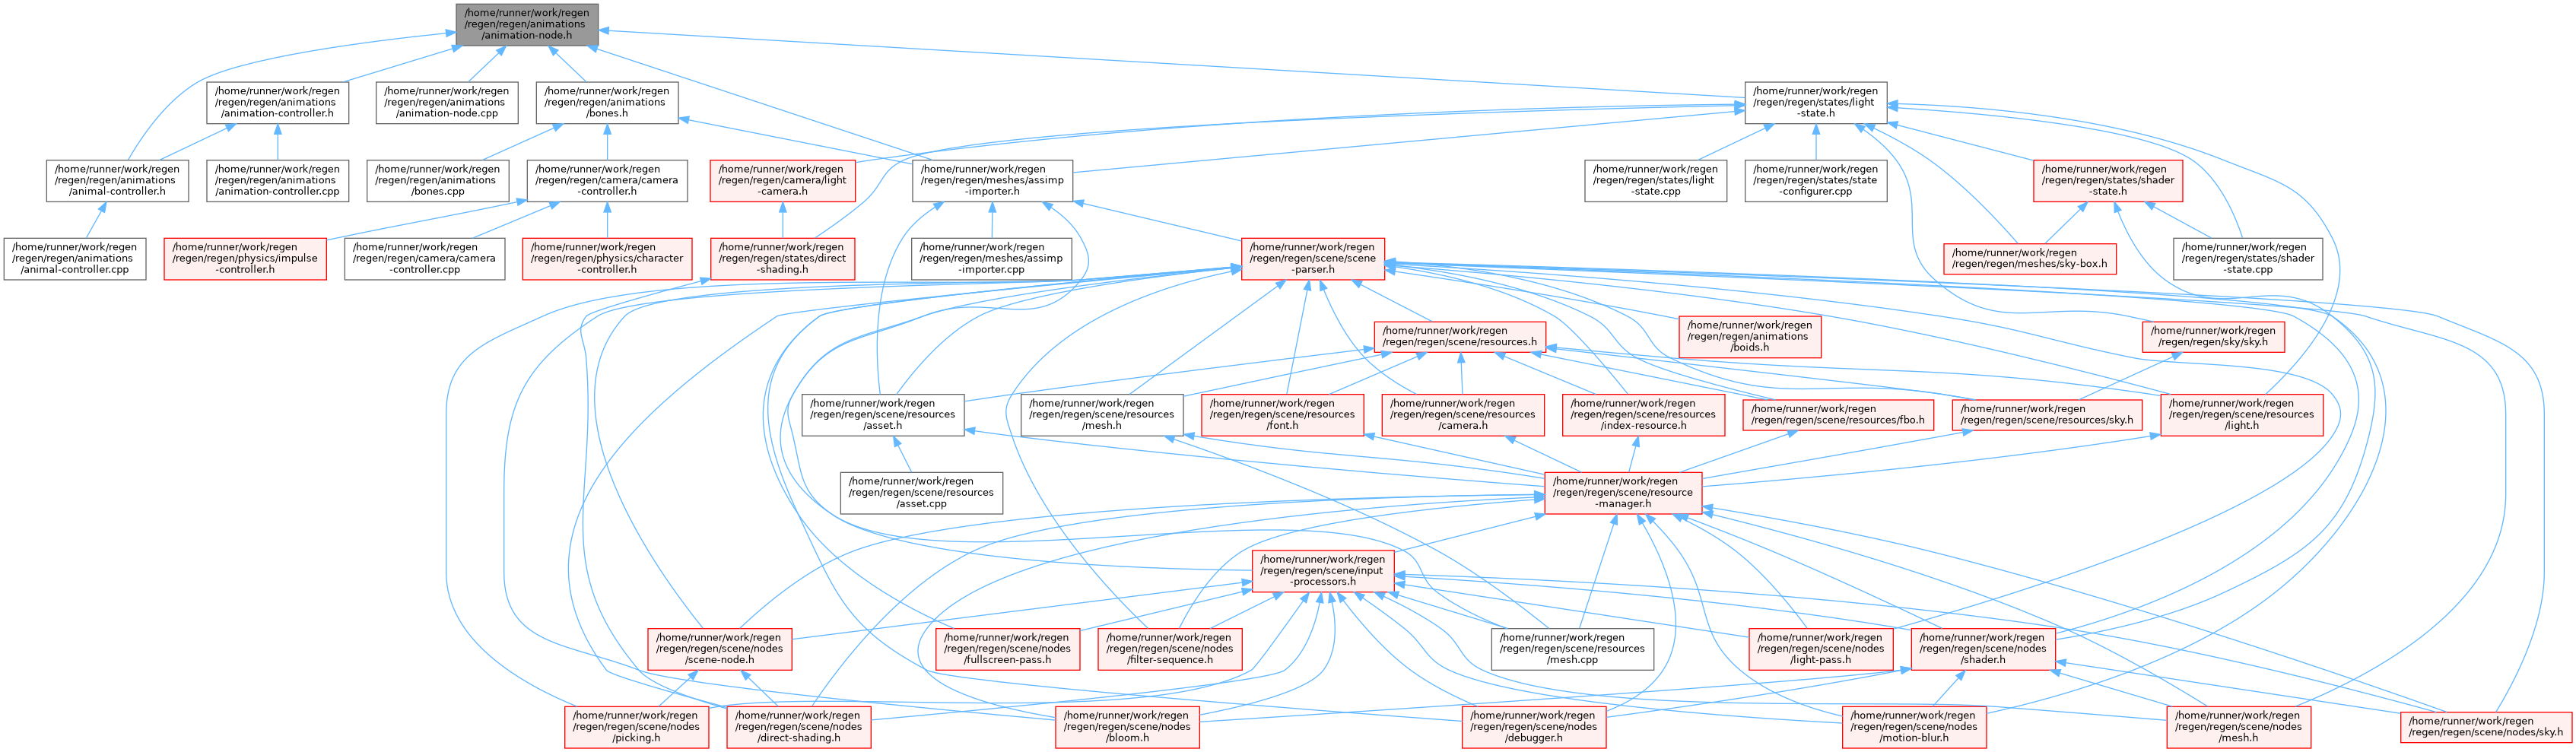 /home/runner/work/regen
/regen/regen/animations
/animation-node.h
/home/runner/work/regen
/regen/regen/animations
/animation-controller.h
/home/runner/work/regen
/regen/regen/animations
/animation-node.cpp
/home/runner/work/regen
/regen/regen/animations
/bones.h
/home/runner/work/regen
/regen/regen/states/light
-state.h
/home/runner/work/regen
/regen/regen/animations
/animal-controller.h
/home/runner/work/regen
/regen/regen/animations
/animation-controller.cpp
/home/runner/work/regen
/regen/regen/animations
/bones.cpp
/home/runner/work/regen
/regen/regen/camera/camera
-controller.h
/home/runner/work/regen
/regen/regen/camera/light
-camera.h
/home/runner/work/regen
/regen/regen/meshes/assimp
-importer.h
/home/runner/work/regen
/regen/regen/states/light
-state.cpp
/home/runner/work/regen
/regen/regen/states/state
-configurer.cpp
/home/runner/work/regen
/regen/regen/states/shader
-state.h
/home/runner/work/regen
/regen/regen/animations
/animal-controller.cpp
/home/runner/work/regen
/regen/regen/physics/impulse
-controller.h
/home/runner/work/regen
/regen/regen/camera/camera
-controller.cpp
/home/runner/work/regen
/regen/regen/physics/character
-controller.h
/home/runner/work/regen
/regen/regen/states/direct
-shading.h
/home/runner/work/regen
/regen/regen/meshes/assimp
-importer.cpp
/home/runner/work/regen
/regen/regen/scene/scene
-parser.h
/home/runner/work/regen
/regen/regen/meshes/sky-box.h
/home/runner/work/regen
/regen/regen/states/shader
-state.cpp
/home/runner/work/regen
/regen/regen/scene/resources.h
/home/runner/work/regen
/regen/regen/animations
/boids.h
/home/runner/work/regen
/regen/regen/sky/sky.h
/home/runner/work/regen
/regen/regen/scene/resources
/asset.h
/home/runner/work/regen
/regen/regen/scene/resources
/mesh.h
/home/runner/work/regen
/regen/regen/scene/resources
/font.h
/home/runner/work/regen
/regen/regen/scene/resources
/camera.h
/home/runner/work/regen
/regen/regen/scene/resources
/index-resource.h
/home/runner/work/regen
/regen/regen/scene/resources/fbo.h
/home/runner/work/regen
/regen/regen/scene/resources/sky.h
/home/runner/work/regen
/regen/regen/scene/resources
/light.h
/home/runner/work/regen
/regen/regen/scene/resources
/asset.cpp
/home/runner/work/regen
/regen/regen/scene/resource
-manager.h
/home/runner/work/regen
/regen/regen/scene/input
-processors.h
/home/runner/work/regen
/regen/regen/scene/nodes
/scene-node.h
/home/runner/work/regen
/regen/regen/scene/nodes
/fullscreen-pass.h
/home/runner/work/regen
/regen/regen/scene/nodes
/filter-sequence.h
/home/runner/work/regen
/regen/regen/scene/resources
/mesh.cpp
/home/runner/work/regen
/regen/regen/scene/nodes
/light-pass.h
/home/runner/work/regen
/regen/regen/scene/nodes
/shader.h
/home/runner/work/regen
/regen/regen/scene/nodes
/picking.h
/home/runner/work/regen
/regen/regen/scene/nodes
/direct-shading.h
/home/runner/work/regen
/regen/regen/scene/nodes
/bloom.h
/home/runner/work/regen
/regen/regen/scene/nodes
/debugger.h
/home/runner/work/regen
/regen/regen/scene/nodes
/motion-blur.h
/home/runner/work/regen
/regen/regen/scene/nodes
/mesh.h
/home/runner/work/regen
/regen/regen/scene/nodes/sky.h